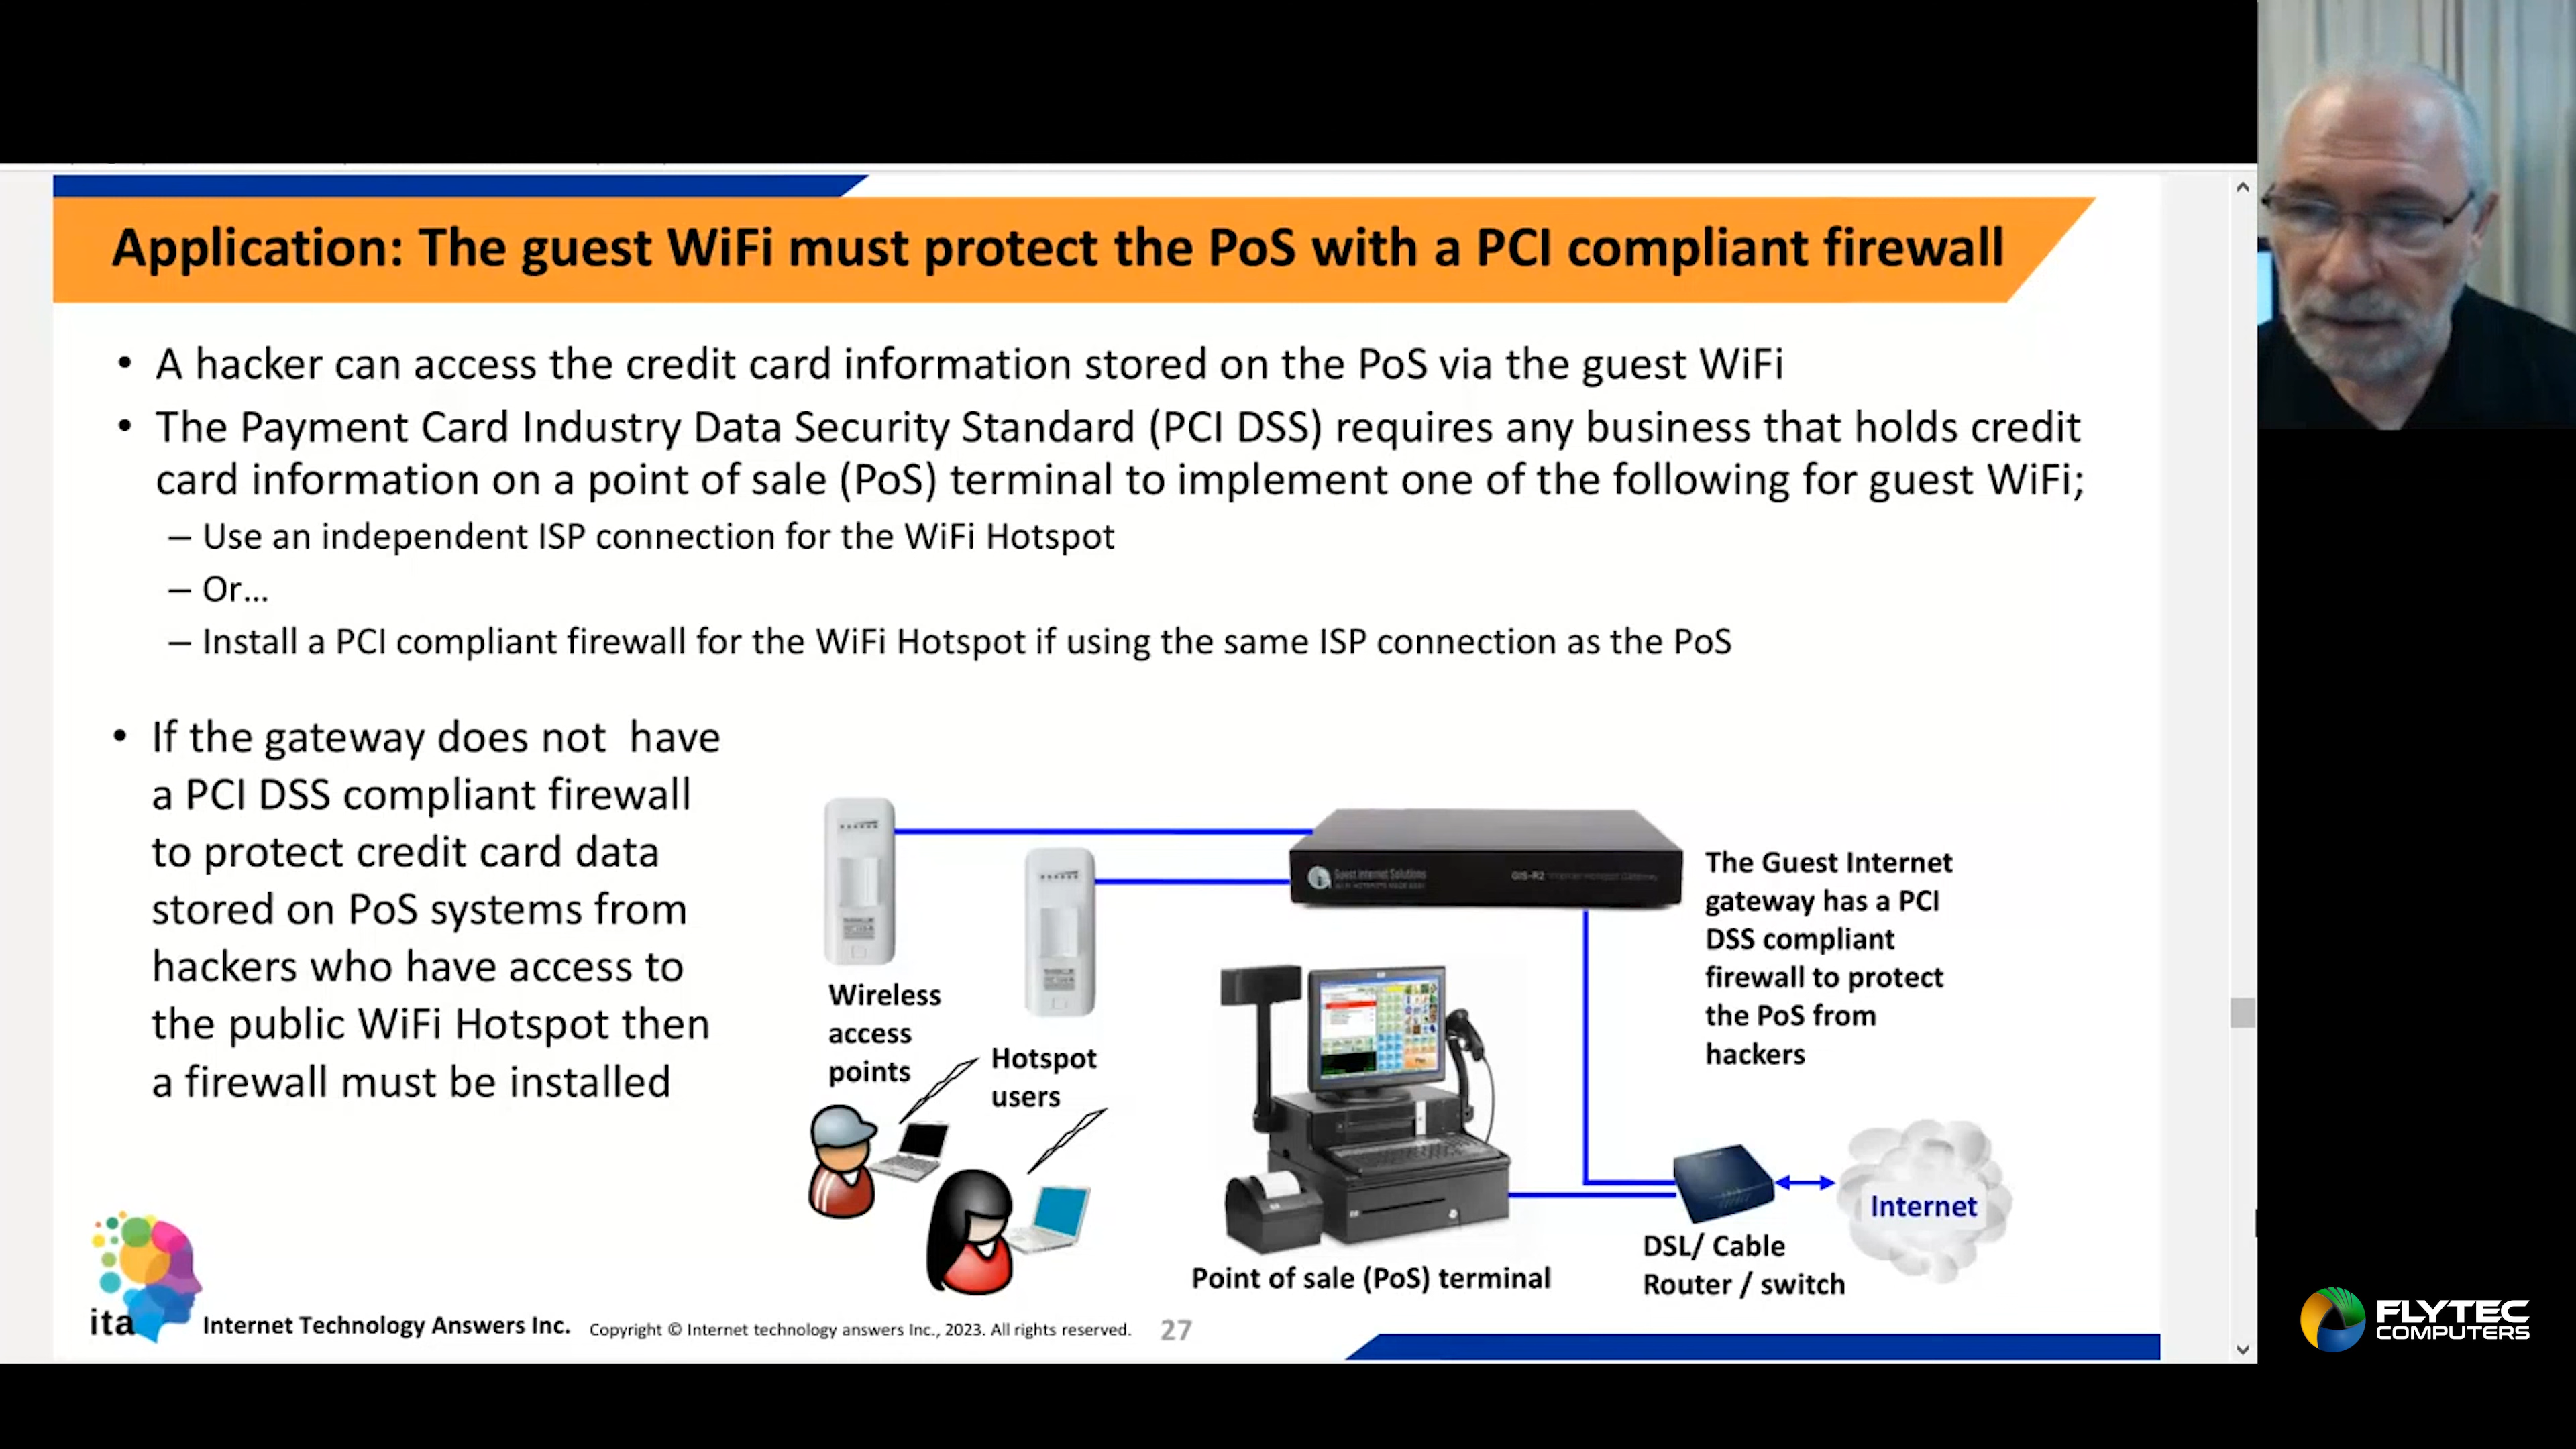 Application: The guest WiFi must protect the PoS with a PCI compliant firewall
• A hacker can access the credit card information stored on the PoS via the guest WiFi
• The Payment Card Industry Data Security Standard (PCI DSS) requires any business that holds credit
card information on a point of sale (PoS) terminal to implement one of the following for guest WiFi;
– Use an independent ISP connection for the WiFi Hotspot
– Or...
– Install a PCI compliant firewall for the WiFi Hotspot if using the same ISP connection as the PoS
• If the gateway does not have
a PCI DSS compliant firewall
to protect credit card data
stored on PoS systems from
hackers who have access to
the public WiFi Hotspot then
a firewall must be installed
Wireless
access
points
Hotspot
users
Guest Internet Solutions
GIS-R2
The Guest Internet
gateway has a PCI
DSS compliant
firewall to protect
the PoS from
hackers
Point of sale (PoS) terminal
DSL/ Cable
Router / switch
Internet
ita
Internet Technology Answers Inc.
Copyright © Internet technology answers Inc., 2023. All rights reserved.
27
FLYTEC
COMPUTERS